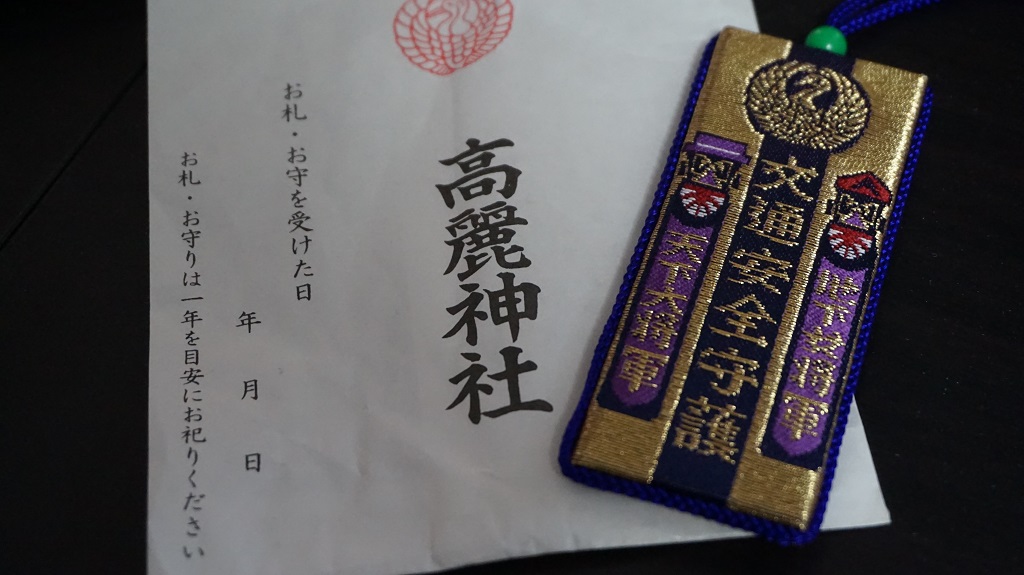 高麗神社
お札・お守を受けた日
年 月 日
お札・お守りは一年を目安にお祀りください
地下女将軍
交通安全守護
天下大将軍